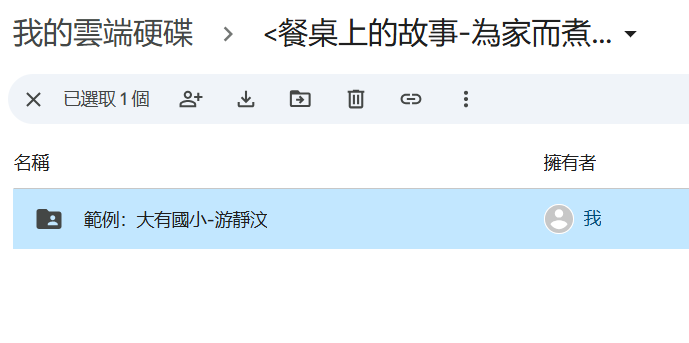 我的雲端硬碟 > <餐桌上的故事-為家而煮...
已選取 1 個
名稱 擁有者
範例：大有國小-游靜汶 我